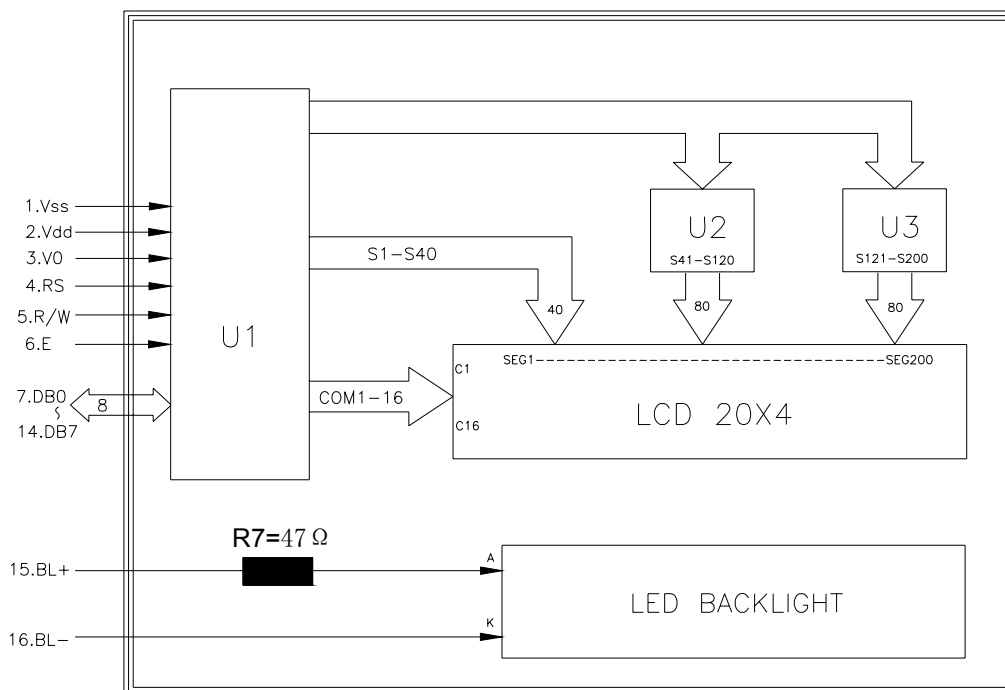 1.Vss
2.Vdd
3.V0
4.RS
5.R/W
6.E
7.DB0
~
14.DB7
8
U1
S1-S40
COM1-16
U2
S41-S120
U3
S121-S200
40
80
80
SEG1--------------------------------SEG200
C1
C16
LCD 20X4
R7=47Ω
15.BL+
16.BL-
A
K
LED BACKLIGHT